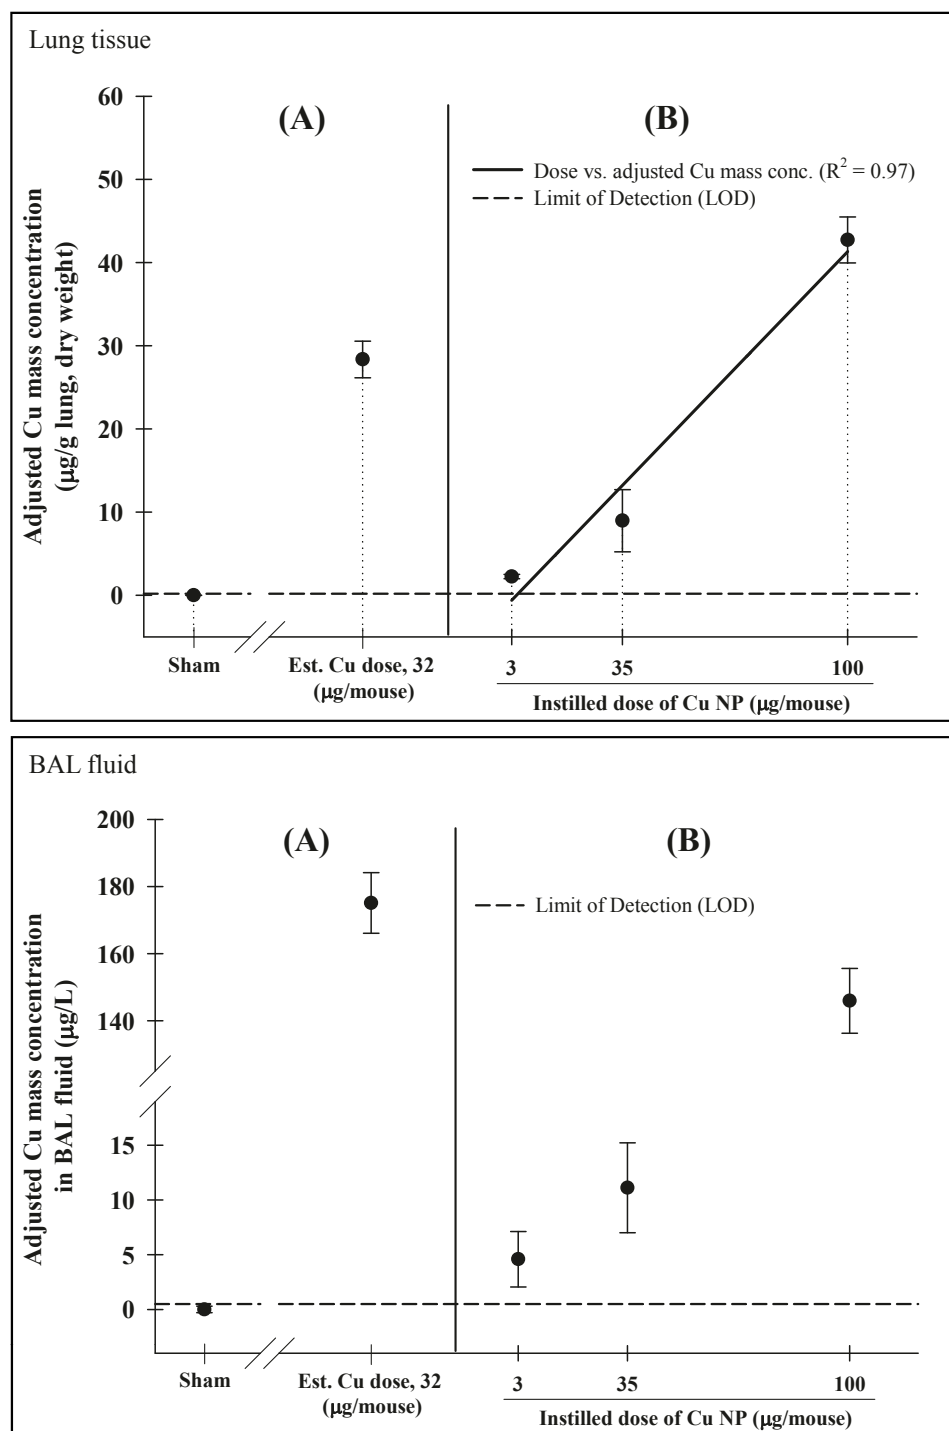 Lung tissue
(A)
(B)
Dose vs. adjusted Cu mass conc. (R² = 0.97)
Limit of Detection (LOD)
Adjusted Cu mass concentration
(μg/g lung, dry weight)
60
50
40
30
20
10
0
Sham
Est. Cu dose, 32
(μg/mouse)
3 35 100
Instilled dose of Cu NP (μg/mouse)
BAL fluid
(A)
(B)
Limit of Detection (LOD)
Adjusted Cu mass concentration
in BAL fluid (μg/L)
200
180
160
140
15
10
5
0
Sham
Est. Cu dose, 32
(μg/mouse)
3 35 100
Instilled dose of Cu NP (μg/mouse)